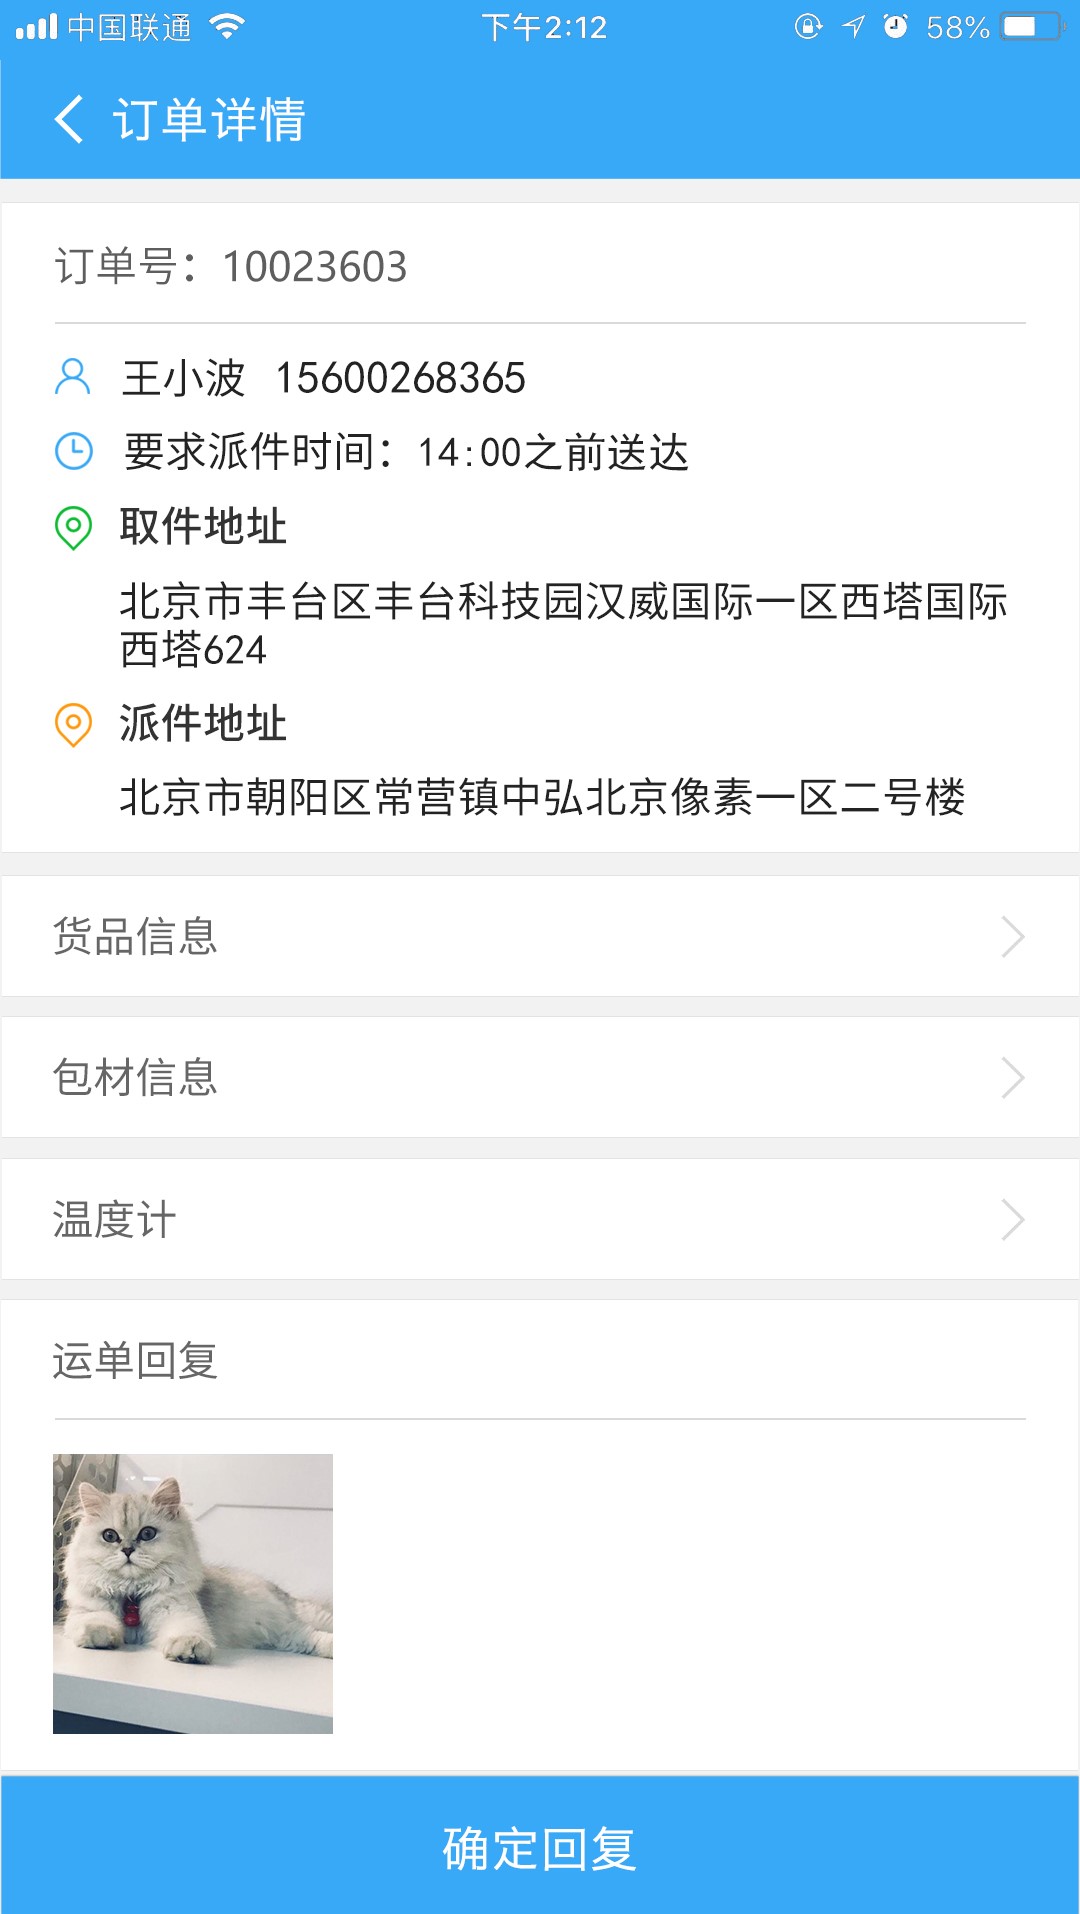 中国联通 下午2:12 58%
订单详情
订单号：10023603
王小波 15600268365
要求派件时间：14:00之前送达
取件地址
北京市丰台区丰台科技园汉威国际一区西塔国际
西塔624
派件地址
北京市朝阳区常营镇中弘北京像素一区二号楼
货品信息
包材信息
温度计
运单回复
确定回复